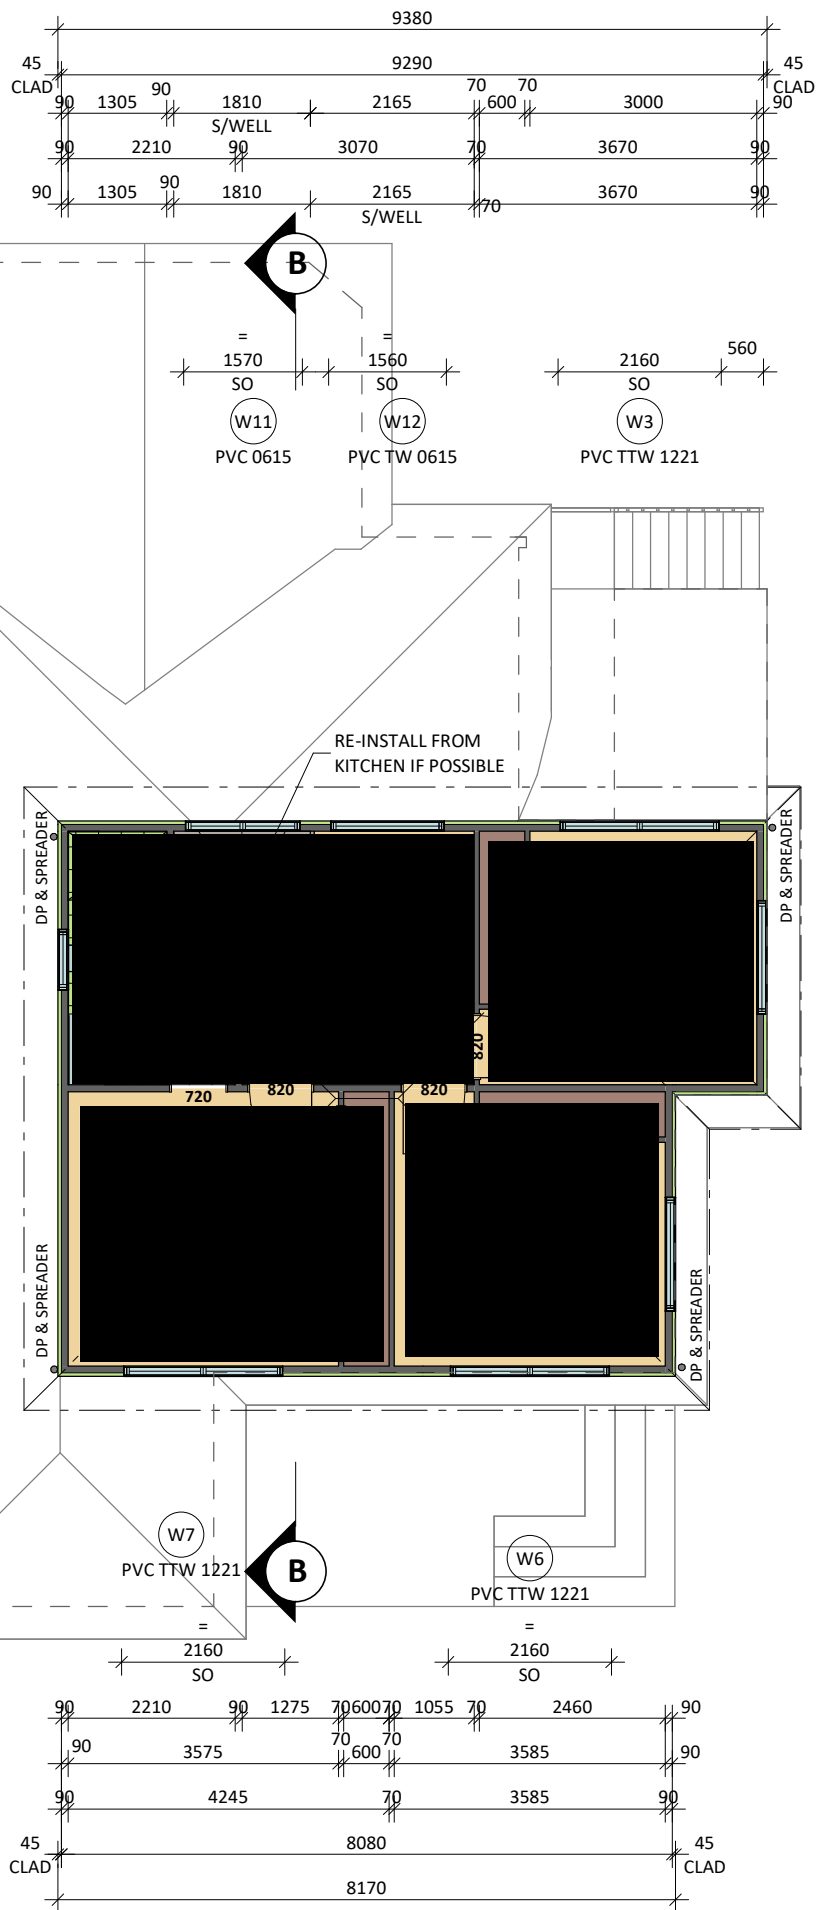 9380
45 9290 45
CLAD CLAD
90 1305 90 1810 2165 70 600 70 3000 90
S/WELL
90 2210 90 3070 70 3670 90
90 1305 90 1810 2165 70 3670 90
S/WELL
B
= =
1570 1560 2160 560
SO SO SO
W11 W12 W3
PVC 0615 PVC TW 0615 PVC TTW 1221
RE-INSTALL FROM
KITCHEN IF POSSIBLE
DP & SPREADER
DP & SPREADER
820
720 820 820
DP & SPREADER
DP & SPREADER
W7 W6
PVC TTW 1221 B PVC TTW 1221
= =
2160 2160
SO SO
90 2210 90 1275 70 600 70 1055 70 2460 90
90 3575 70 600 70 3585 90
90 4245 70 3585 90
45 8080 45
CLAD CLAD
8170